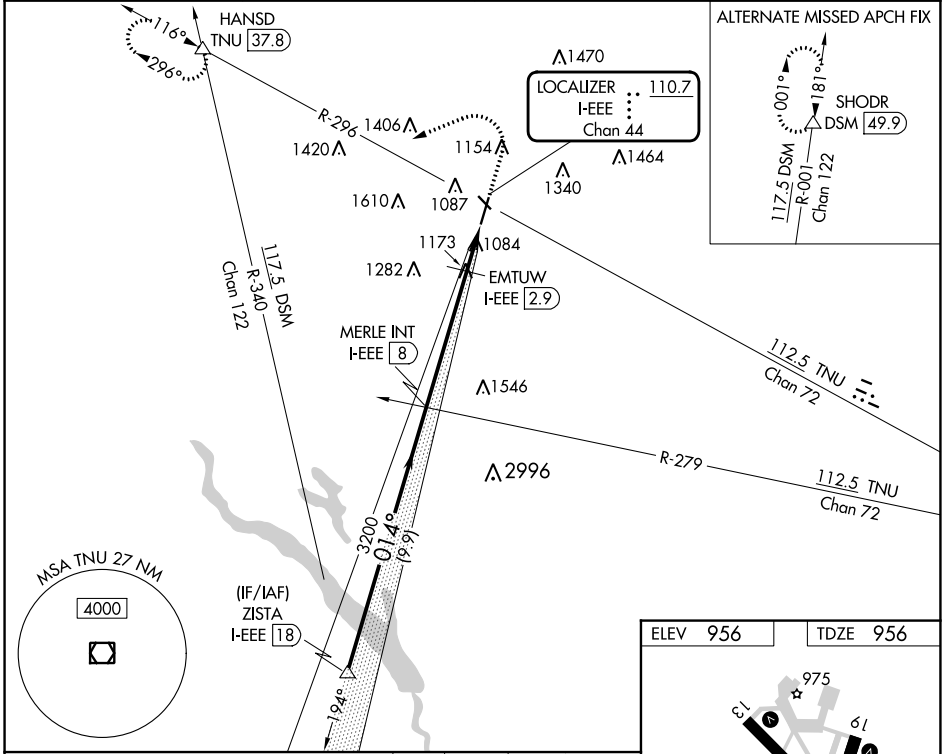 HANSD
TNU 37.8
116°
296°
R-296
1406
1420
1154
1470
LOCALIZER 110.7
I-EEE
Chan 44
1464
1340
1610
1087
ALTERNATE MISSED APCH FIX
001°
181°
SHODR
DSM 49.9
117.5 DSM
R-001
Chan 122
1173
1084
1282
EMTUW
I-EEE 2.9
117.5 DSM
R-340
Chan 122
MERLE INT
I-EEE 8
112.5 TNU
Chan 72
1546
R-279
2996
112.5 TNU
Chan 72
3200
014°
(9.9)
MSA TNU 27 NM
4000
(IF/IAF)
ZISTA
I-EEE 18
194°
ELEV 956
TDZE 956
975
13
19
V
V